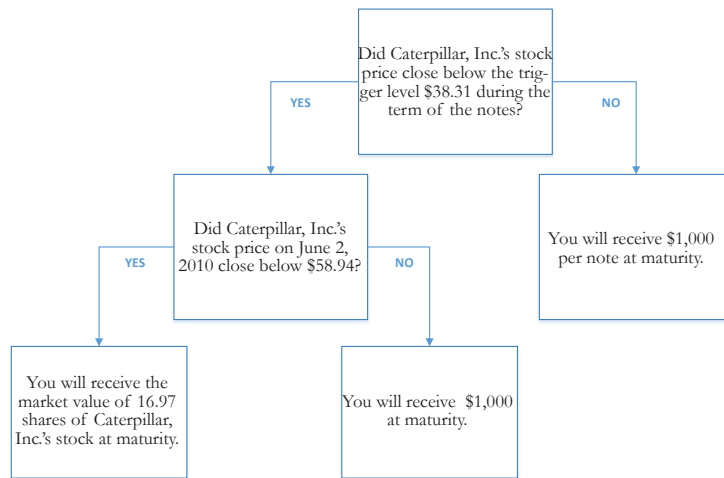 Did Caterpillar, Inc.'s stock
price close below the trig-
ger level $38.31 during the
term of the notes?
YES
NO
Did Caterpillar, Inc.'s
stock price on June 2,
2010 close below $58.94?
You will receive $1,000
per note at maturity.
YES
NO
You will receive the
market value of 16.97
shares of Caterpillar,
Inc.'s stock at maturity.
You will receive $1,000
at maturity.